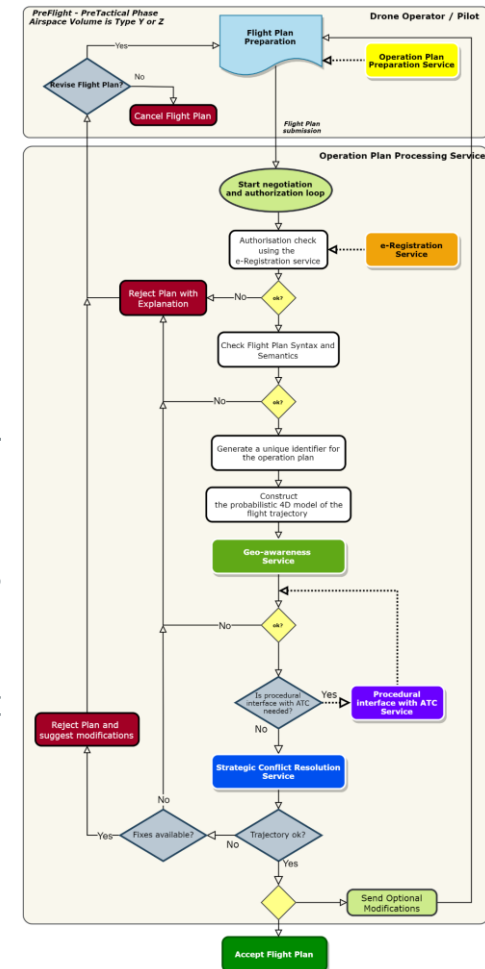 PreFlight - PreTactical Phase
Airspace Volume is Type Y or Z
Drone Operator / Pilot
Yes
Flight Plan
Preparation
Operation Plan
Preparation Service
Revise Flight Plan?
No
Cancel Flight Plan
Flight Plan
submission
Operation Plan Processing Service
Start negotiation
and authorization loop
Authorisation check
using the
e-Registration service
e-Registration
Service
Reject Plan with
Explanation
No
ok?
Check Flight Plan Syntax and
Semantics
No
ok?
Generate a unique identifier for
the operation plan
Construct
the probabilistic 4D model of the
flight trajectory
Geo-awareness
Service
No
ok?
Is procedural
interface with ATC
needed?
Yes
Procedural
interface with ATC
Service
No
Reject Plan and
suggest modifications
Strategic Conflict Resolution
Service
No
Yes
Fixes available?
No
Trajectory ok?
Yes
Send Optional
Modifications
Accept Flight Plan